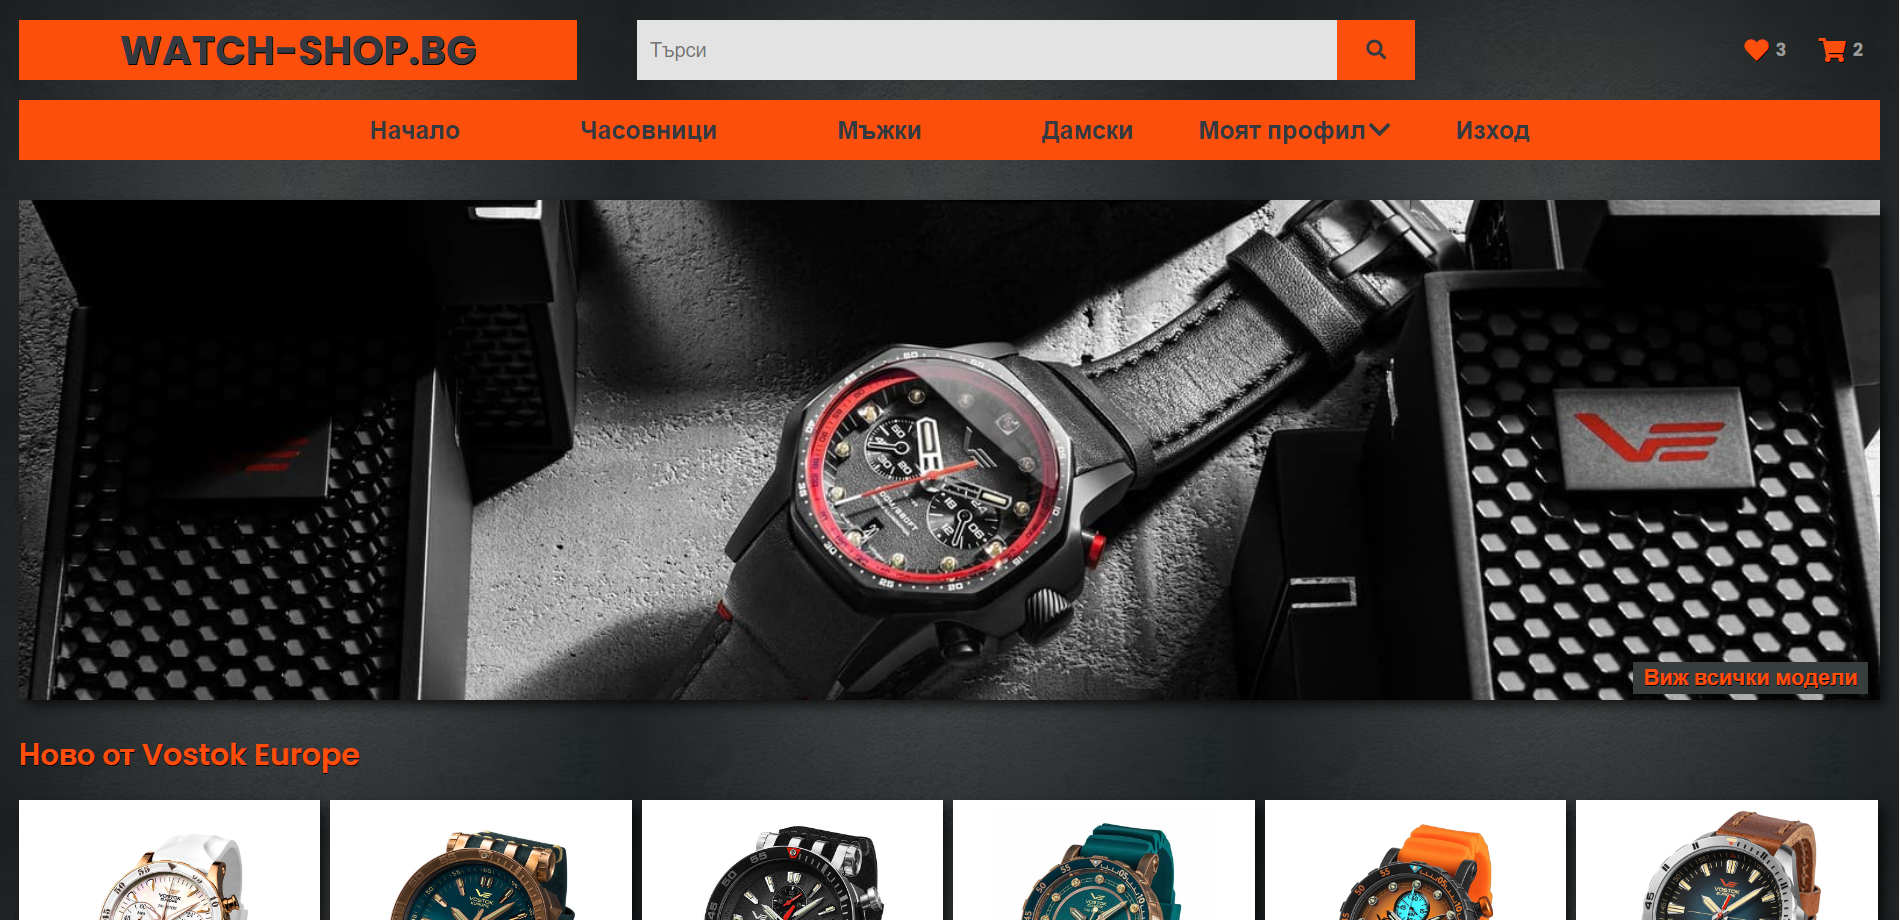 WATCH-SHOP.BG
Търси
3
2
Начало
Часовници
Мъжки
Дамски
Моят профил
Изход
Виж всички модели
Ново от Vostok Europe